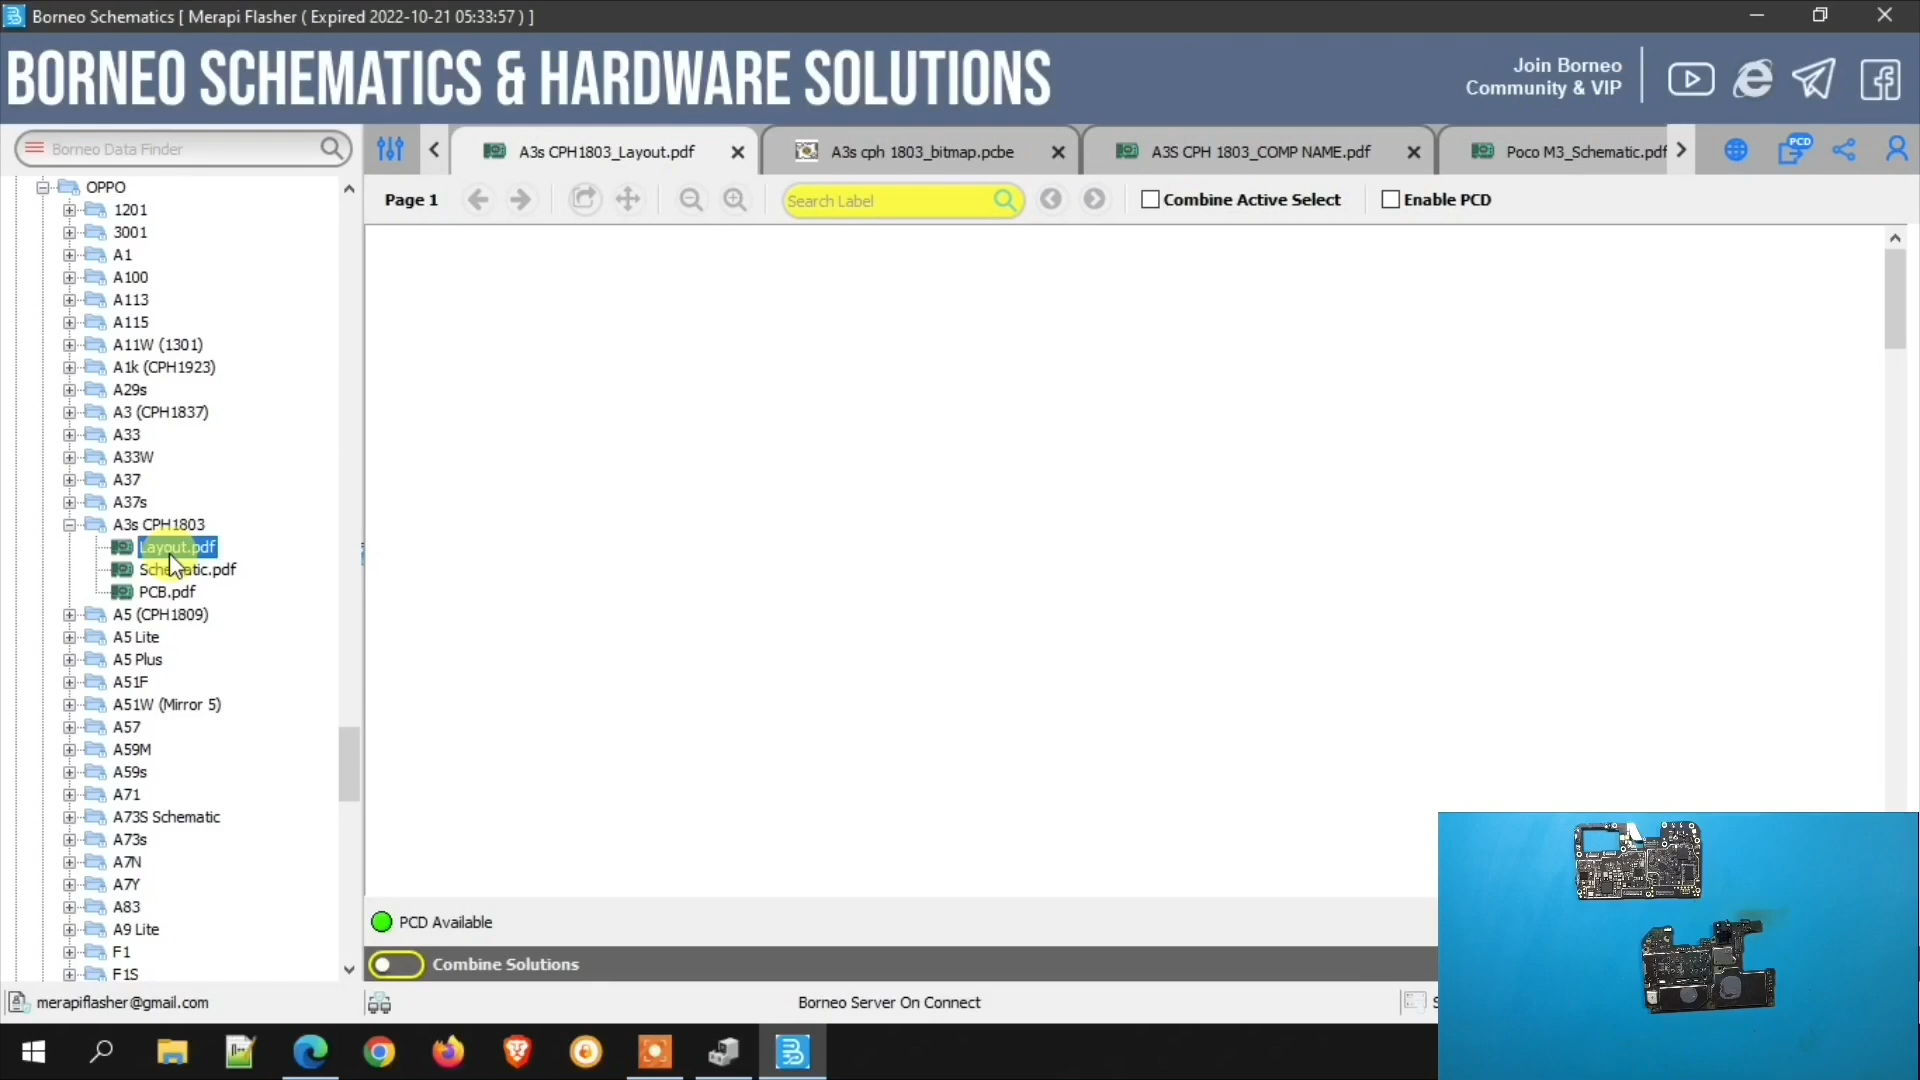 Borneo Schematics [ Merapi Flasher ( Expired 2022-10-21 05:33:57 ) ]
BORNEO SCHEMATICS & HARDWARE SOLUTIONS
Join Borneo
Community & VIP
Borneo Data Finder
A3s CPH1803_Layout.pdf
A3s cph 1803_bitmap.pcbe
A3S CPH 1803_COMP NAME.pdf
Poco M3_Schematic.pdf
PCD
Page 1
Search Label
Combine Active Select
Enable PCD
OPPO
1201
3001
A1
A100
A113
A115
A11W (1301)
A1k (CPH1923)
A29s
A3 (CPH1837)
A33
A33W
A37
A37s
A3s CPH1803
Layout.pdf
Schematic.pdf
PCB.pdf
A5 (CPH1809)
A5 Lite
A5 Plus
A51F
A51W (Mirror 5)
A57
A59M
A59s
A71
A73S Schematic
A73s
A7N
A7Y
A83
A9 Lite
F1
F1S
PCD Available
Combine Solutions
merapiflasher@gmail.com
Borneo Server On Connect
S